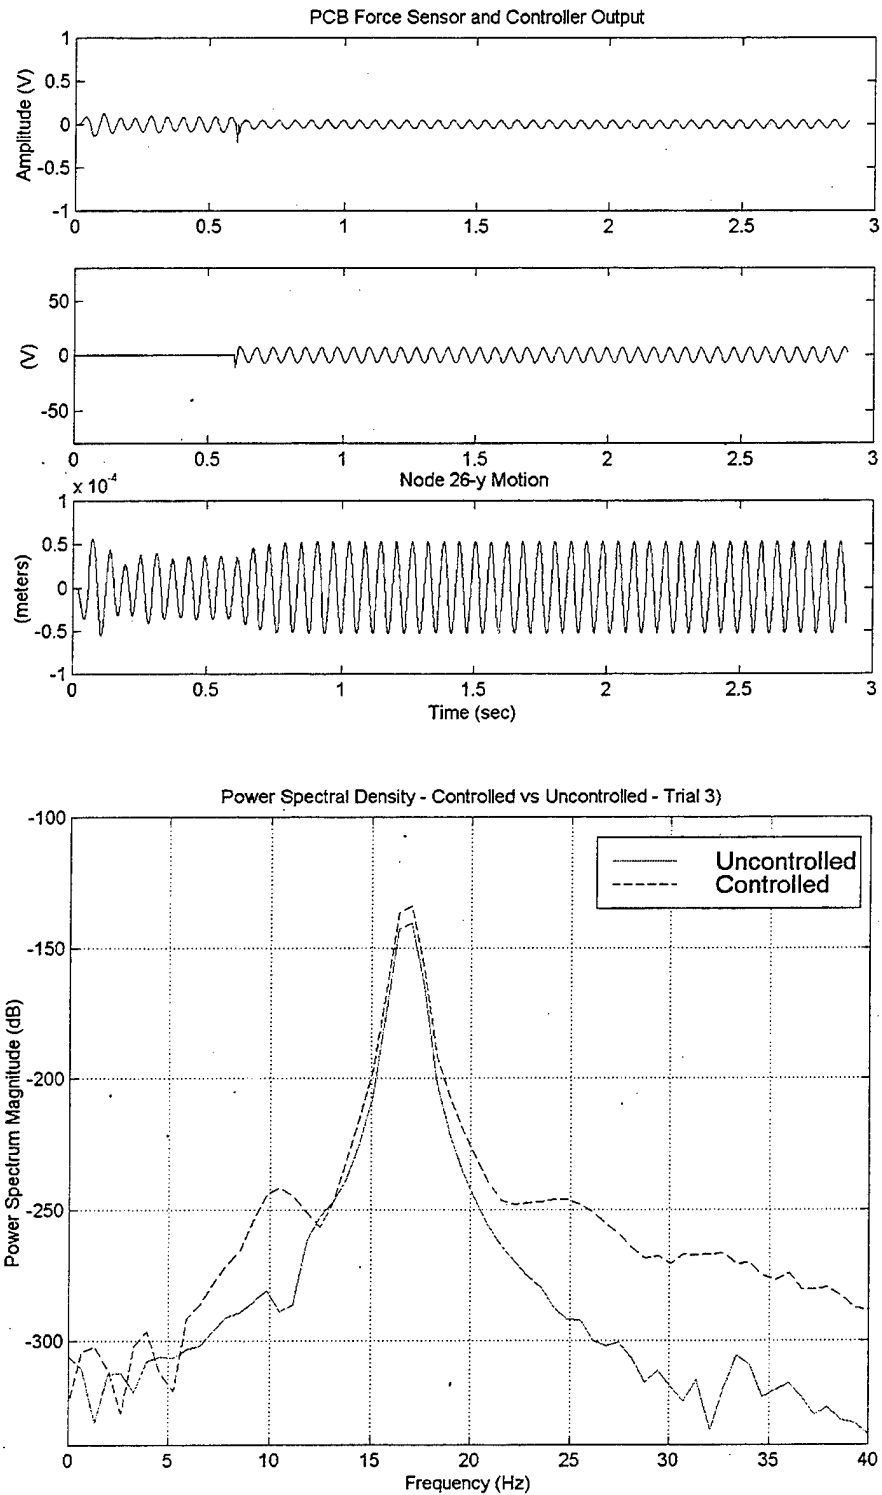 PCB Force Sensor and Controller Output
1
0.5
0
-0.5
-1
Amplitude (V)
0 0.5 1 1.5 2 2.5 3
50
0
-50
(V)
0 0.5 1 1.5 2 2.5 3
x 10^-4
Node 26-y Motion
1
0.5
0
-0.5
-1
(meters)
0 0.5 1 1.5 2 2.5 3
Time (sec)
Power Spectral Density - Controlled vs Uncontrolled - Trial 3)
-100
-150
-200
-250
-300
Power Spectrum Magnitude (dB)
Uncontrolled
Controlled
0 5 10 15 20 25 30 35 40
Frequency (Hz)